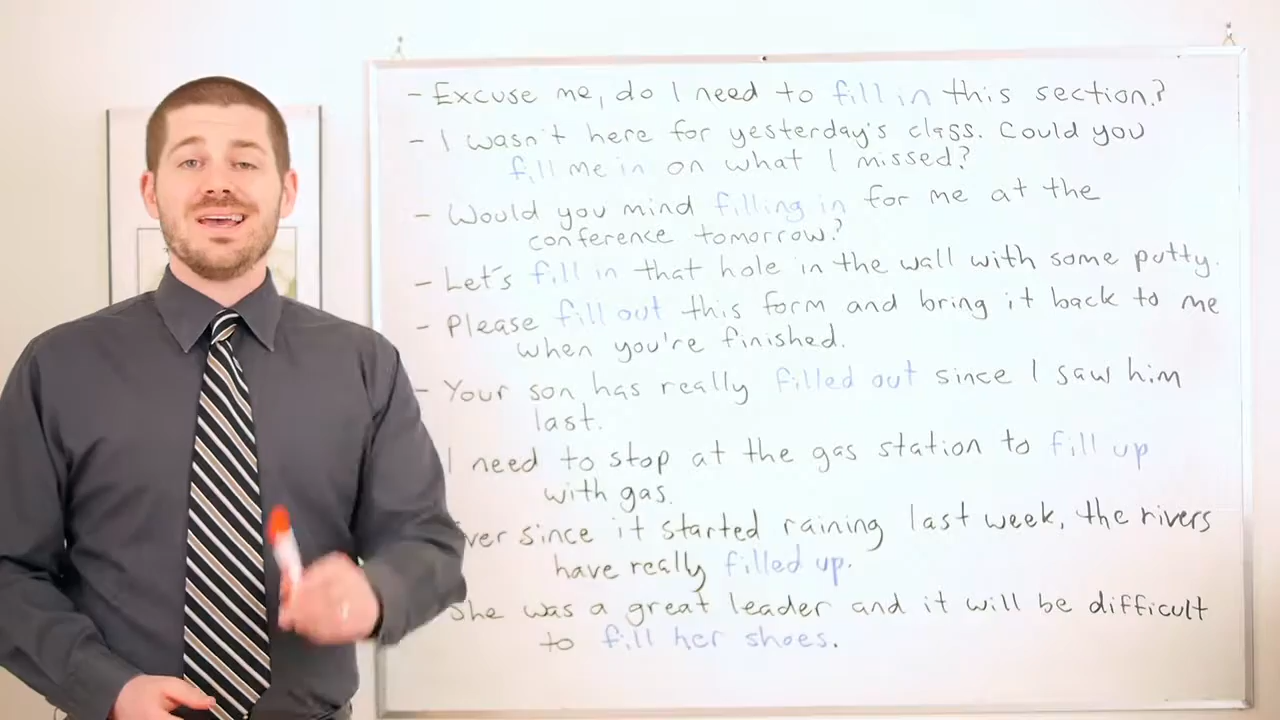 - Excuse me, do I need to fill in this section?
- I wasn't here for yesterday's class. Could you
fill me in on what I missed?
- Would you mind filling in for me at the
conference tomorrow?
- Let's fill in that hole in the wall with some putty.
- Please fill out this form and bring it back to me
when you're finished.
- Your son has really filled out since I saw him
last.
I need to stop at the gas station to fill up
with gas.
ver since it started raining last week, the rivers
have really filled up.
She was a great leader and it will be difficult
to fill her shoes.